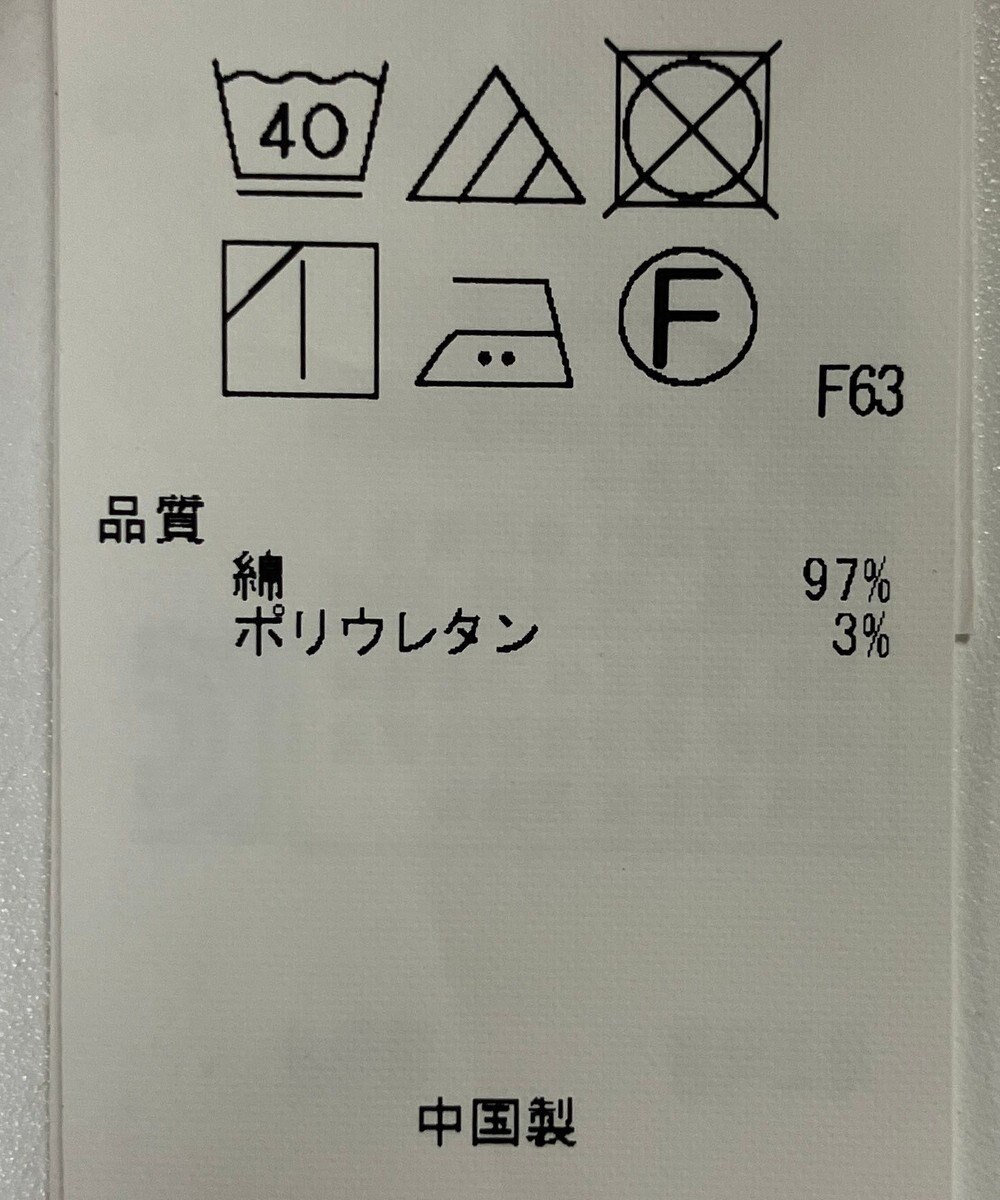 40
F
F63
品質
綿 97%
ポリウレタン 3%
中国製